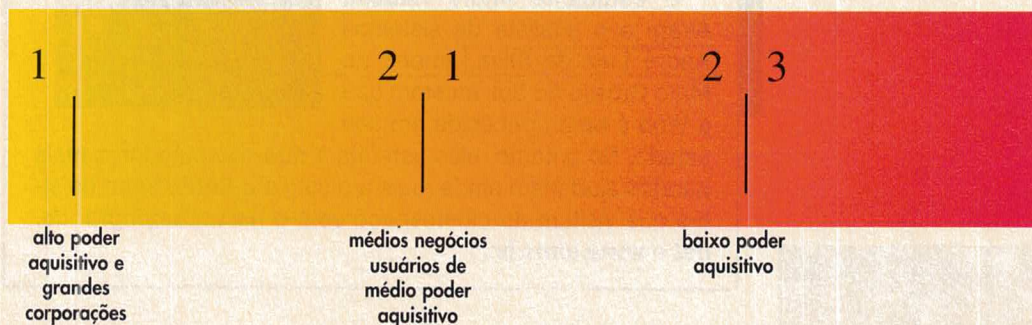 1
2 1
2 3
alto poder
aquisitivo e
grandes
corporações
médios negócios
usuários de
médio poder
aquisitivo
baixo poder
aquisitivo